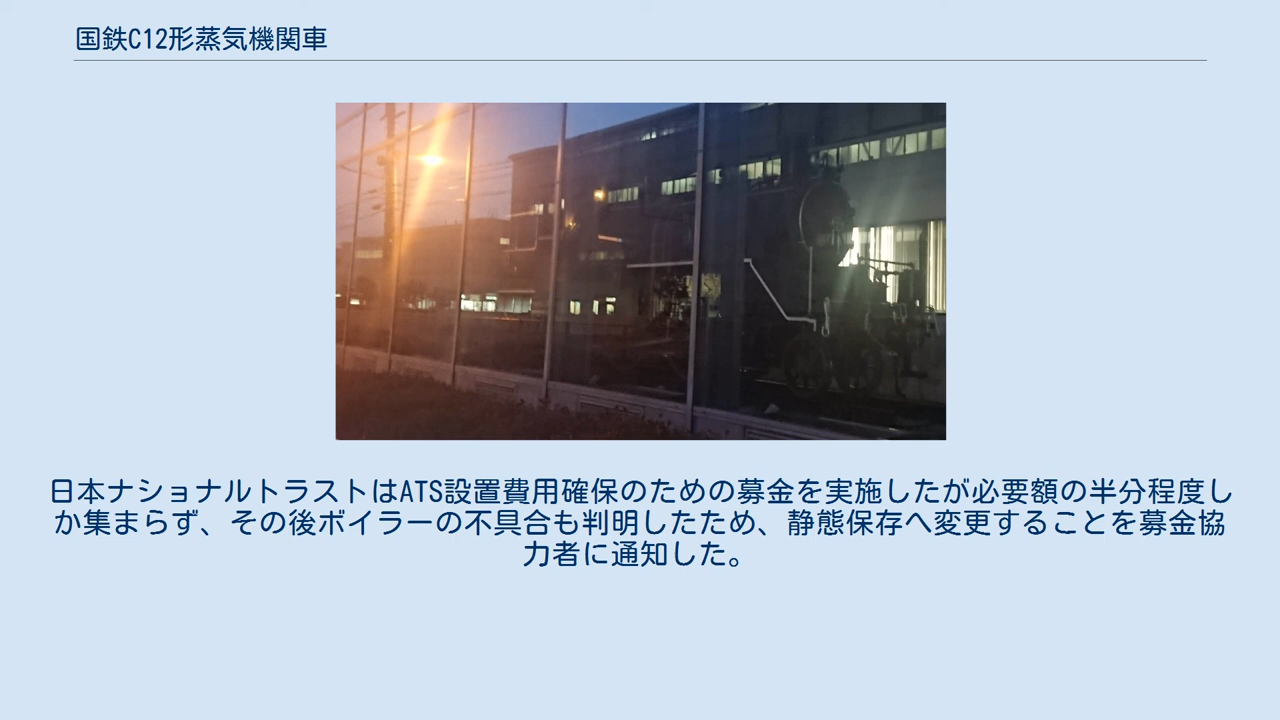 国鉄C12形蒸気機関車
日本ナショナルトラストはATS設置費用確保のための募金を実施したが必要額の半分程度し
か集まらず、その後ボイラーの不具合も判明したため、静態保存へ変更することを募金協
力者に通知した。